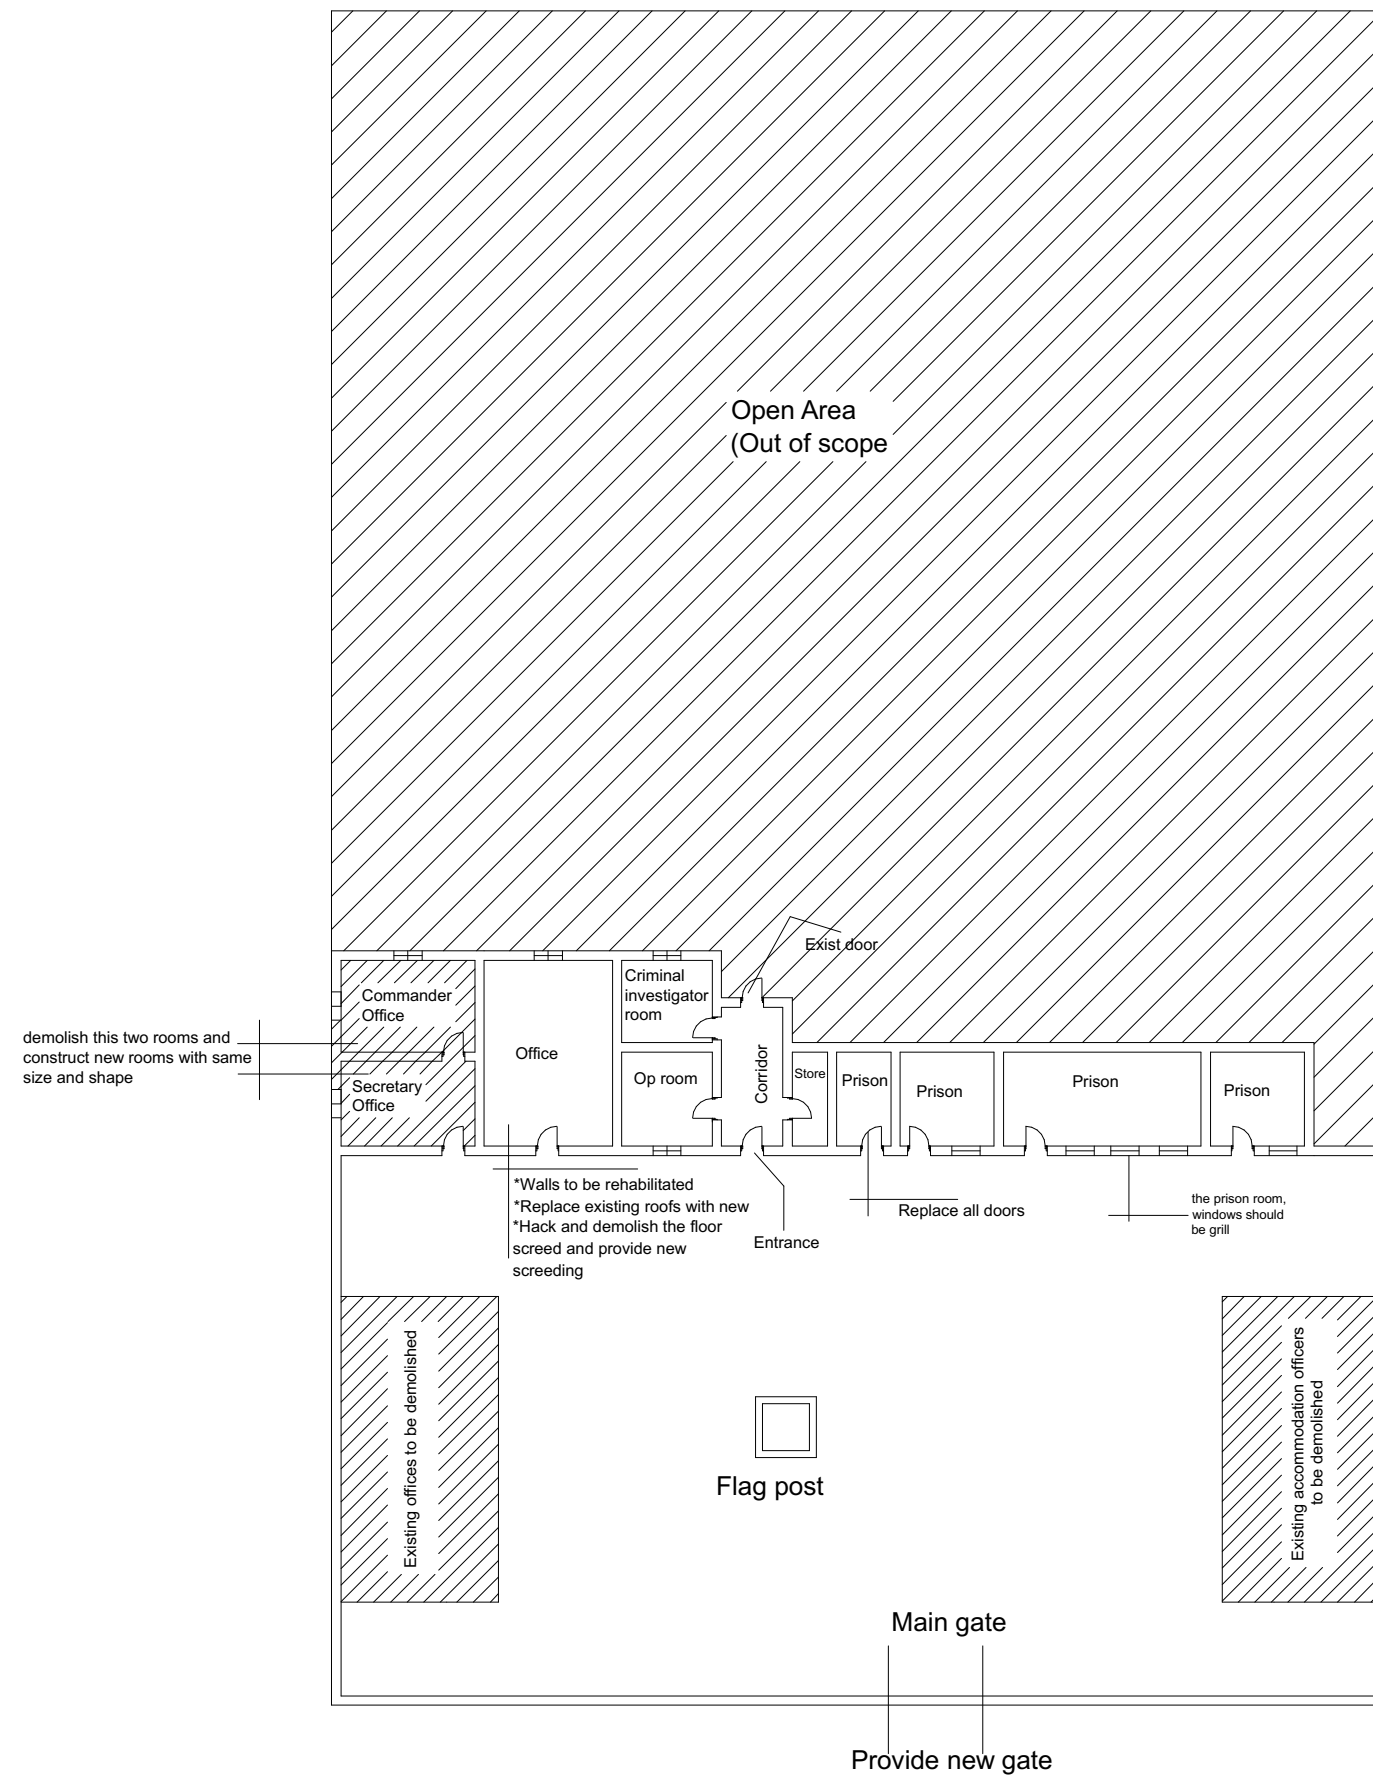 Open Area
(Out of scope
Exist door
Commander
Office
Criminal
investigator
room
demolish this two rooms and
construct new rooms with same
size and shape
Office
Secretary
Office
Op room
Corridor
Store
Prison
Prison
Prison
Prison
*Walls to be rehabilitated
*Replace existing roofs with new
*Hack and demolish the floor
screed and provide new
screeding
Entrance
Replace all doors
the prison room,
windows should
be grill
Existing offices to be demolished
Existing accommodation officers
to be demolished
Flag post
Main gate
Provide new gate